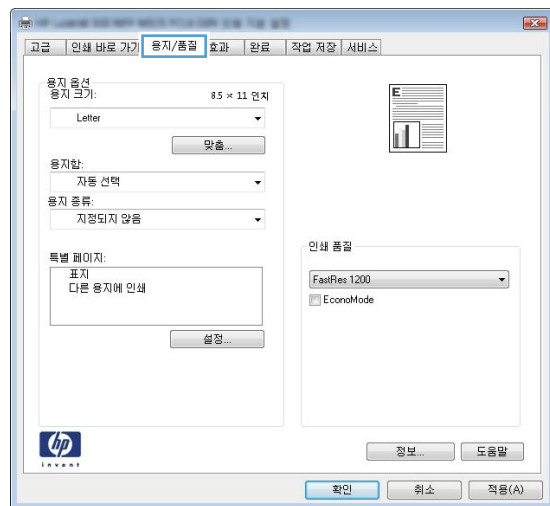 고급 인쇄 바로 가기 용지/품질 효과 완료 작업 저장 서비스
용지 옵션
용지 크기: 8.5 × 11 인치
Letter
맞춤...
용지함:
자동 선택
용지 종류:
지정되지 않음
특별 페이지:
표지
다른 용지에 인쇄
설정...
E
인쇄 품질
FastRes 1200
EconoMode
hp
invent
정보... 도움말
확인 취소 적용(A)